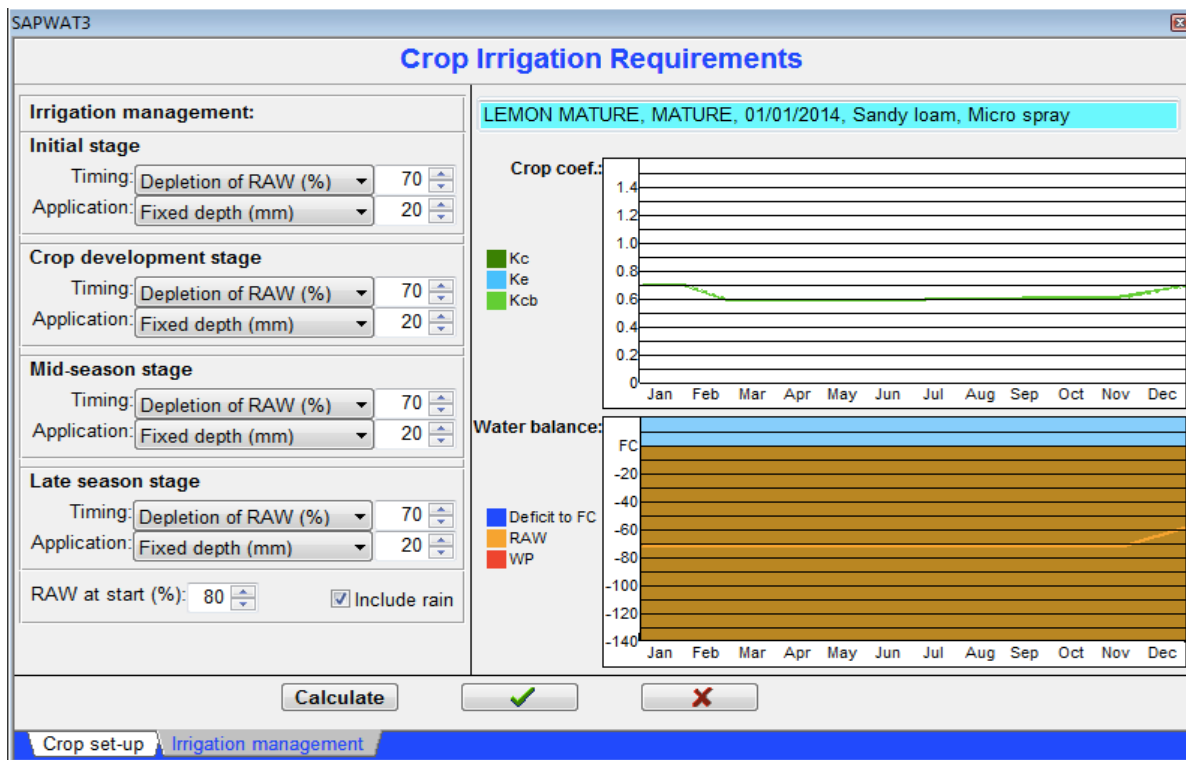 SAPWAT3
Crop Irrigation Requirements
Irrigation management:
Initial stage
Timing: Depletion of RAW (%) 70
Application: Fixed depth (mm) 20
Crop development stage
Timing: Depletion of RAW (%) 70
Application: Fixed depth (mm) 20
Mid-season stage
Timing: Depletion of RAW (%) 70
Application: Fixed depth (mm) 20
Late season stage
Timing: Depletion of RAW (%) 70
Application: Fixed depth (mm) 20
RAW at start (%): 80 Include rain
LEMON MATURE, MATURE, 01/01/2014, Sandy loam, Micro spray
Crop coef.:
Kc
Ke
Kcb
1.4
1.2
1.0
0.8
0.6
0.4
0.2
0
Jan Feb Mar Apr May Jun Jul Aug Sep Oct Nov Dec
Water balance:
Deficit to FC
RAW
WP
FC
-20
-40
-60
-80
-100
-120
-140
Jan Feb Mar Apr May Jun Jul Aug Sep Oct Nov Dec
Calculate
Crop set-up Irrigation management